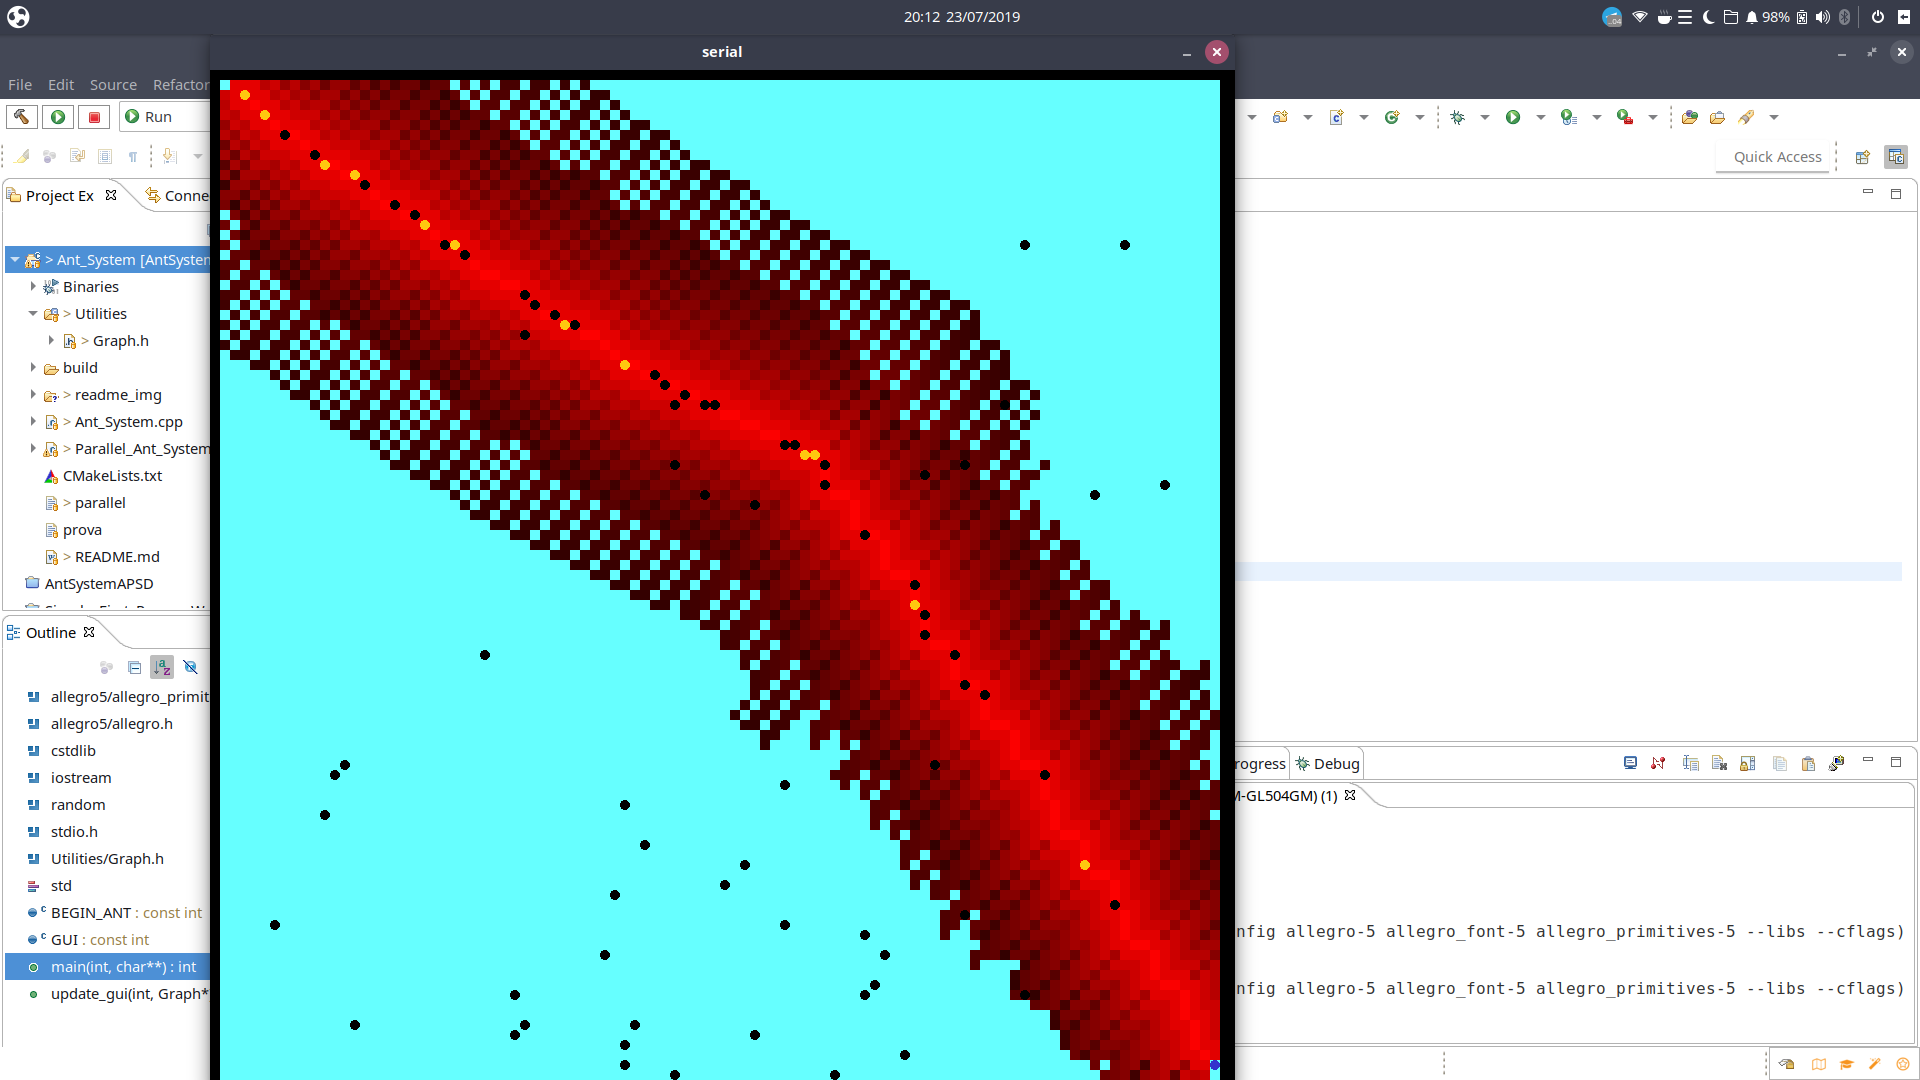 20:12 23/07/2019
98%
serial
File Edit Source Refactor
Run
Quick Access
Project Ex
Conne
> Ant_System [AntSystem
Binaries
> Utilities
> Graph.h
build
> readme_img
> Ant_System.cpp
> Parallel_Ant_System
CMakeLists.txt
> parallel
prova
> README.md
AntSystemAPSD
Outline
allegro5/allegro_primit
allegro5/allegro.h
cstdlib
iostream
random
stdio.h
Utilities/Graph.h
std
BEGIN_ANT : const int
GUI : const int
main(int, char**) : int
update_gui(int, Graph*
rogress
Debug
M-GL504GM) (1)
nfig allegro-5 allegro_font-5 allegro_primitives-5 --libs --cflags)
nfig allegro-5 allegro_font-5 allegro_primitives-5 --libs --cflags)